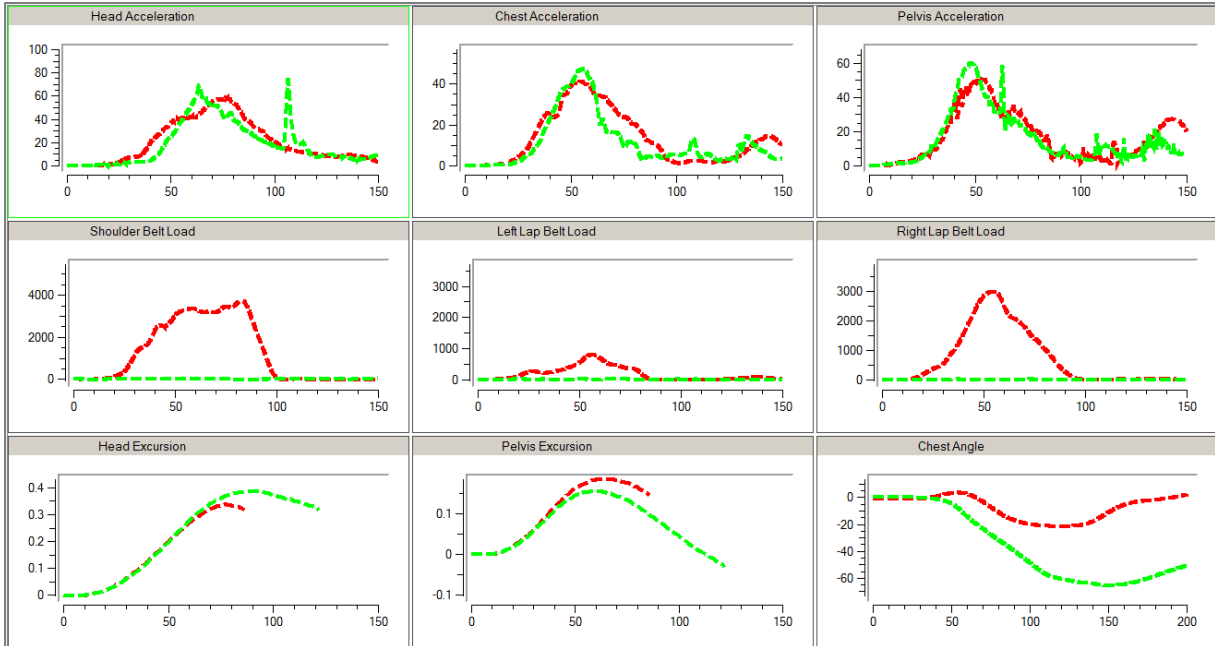 Head Acceleration
100
80
60
40
20
0
0 50 100 150
Chest Acceleration
40
20
0
0 50 100 150
Pelvis Acceleration
60
40
20
0
0 50 100 150
Shoulder Belt Load
4000
2000
0
0 50 100 150
Left Lap Belt Load
3000
2000
1000
0
0 50 100 150
Right Lap Belt Load
3000
2000
1000
0
0 50 100 150
Head Excursion
0.4
0.3
0.2
0.1
0
0 50 100 150
Pelvis Excursion
0.1
0
-0.1
0 50 100 150
Chest Angle
0
-20
-40
-60
0 50 100 150 200